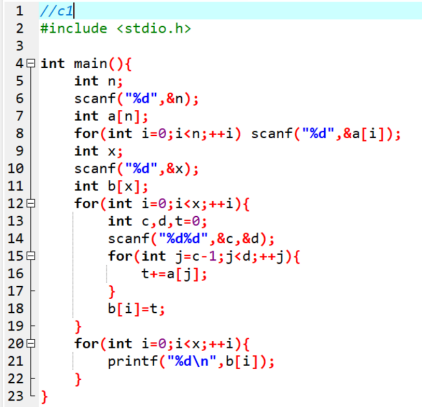 1 //c1
2 #include <stdio.h>
3
4 int main(){
5 int n;
6 scanf("%d",&n);
7 int a[n];
8 for(int i=0;i<n;++i) scanf("%d",&a[i]);
9 int x;
10 scanf("%d",&x);
11 int b[x];
12 for(int i=0;i<x;++i){
13 int c,d,t=0;
14 scanf("%d%d",&c,&d);
15 for(int j=c-1;j<d;++j){
16 t+=a[j];
17 }
18 b[i]=t;
19 }
20 for(int i=0;i<x;++i){
21 printf("%d\n",b[i]);
22 }
23 }